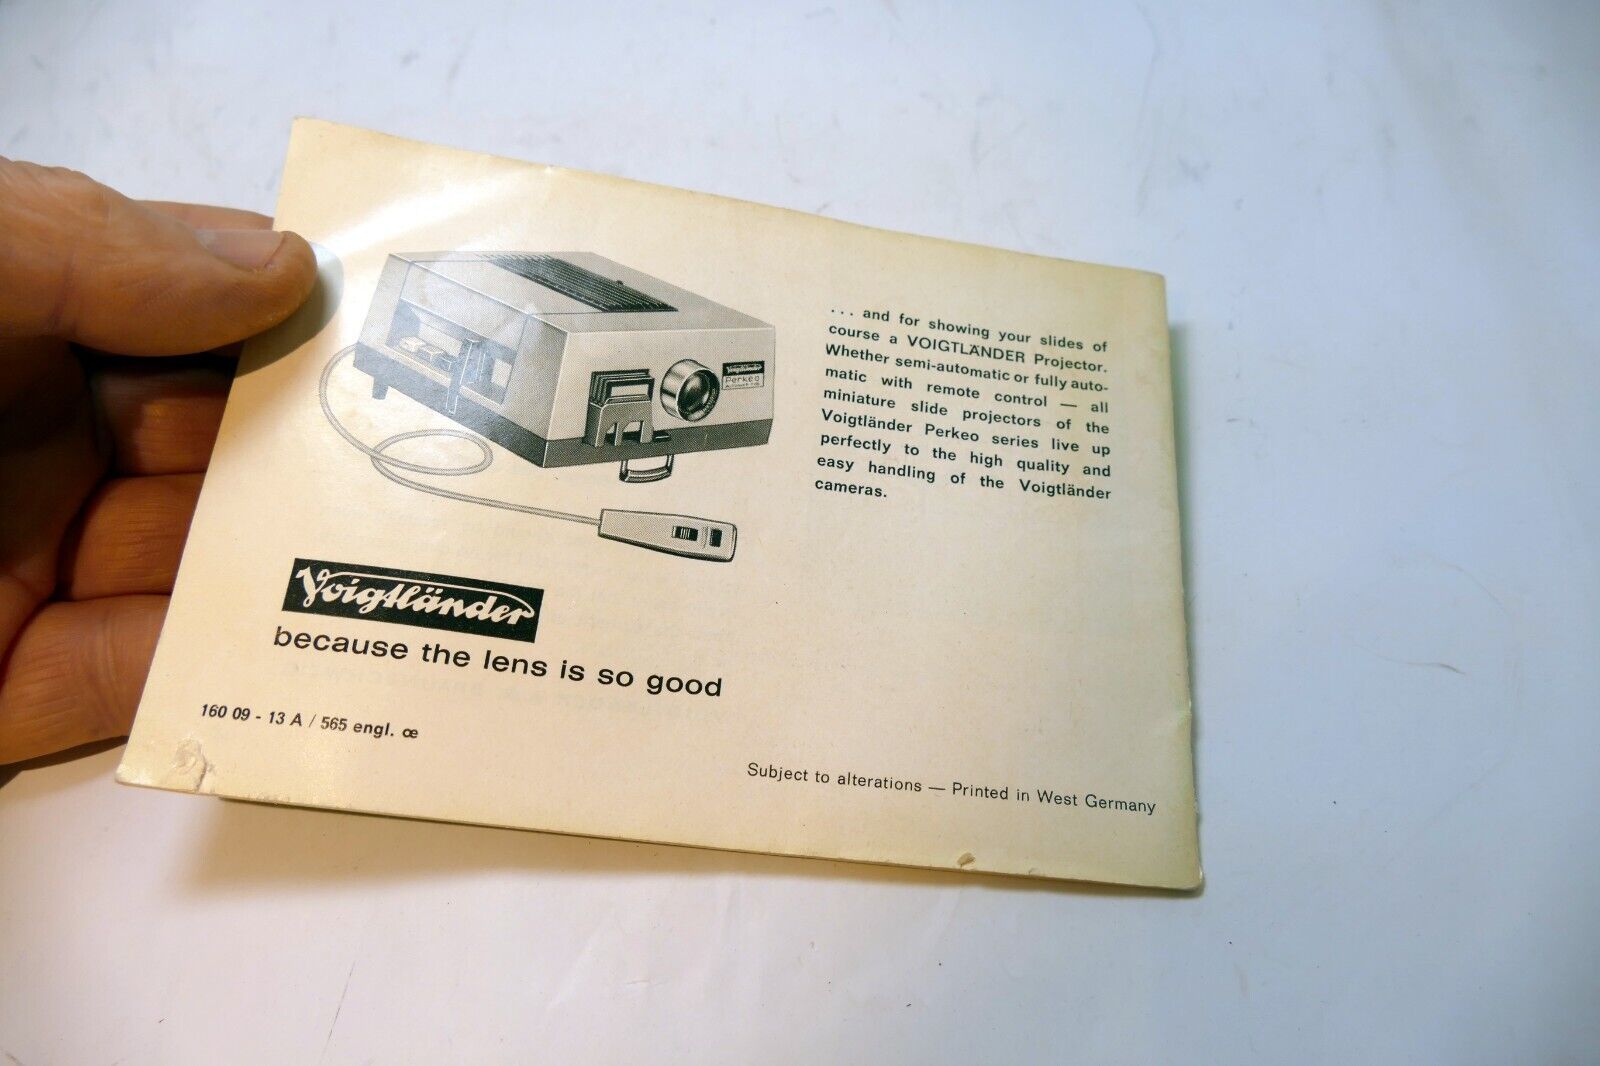 Voigtländer
Perkeo
. . . and for showing your slides of
course a VOIGTLÄNDER Projector.
Whether semi-automatic or fully auto-
matic with remote control — all
miniature slide projectors of the
Voigtländer Perkeo series live up
perfectly to the high quality and
easy handling of the Voigtländer
cameras.
Voigtländer
because the lens is so good
160 09 - 13 A / 565 engl. œ
Subject to alterations — Printed in West Germany